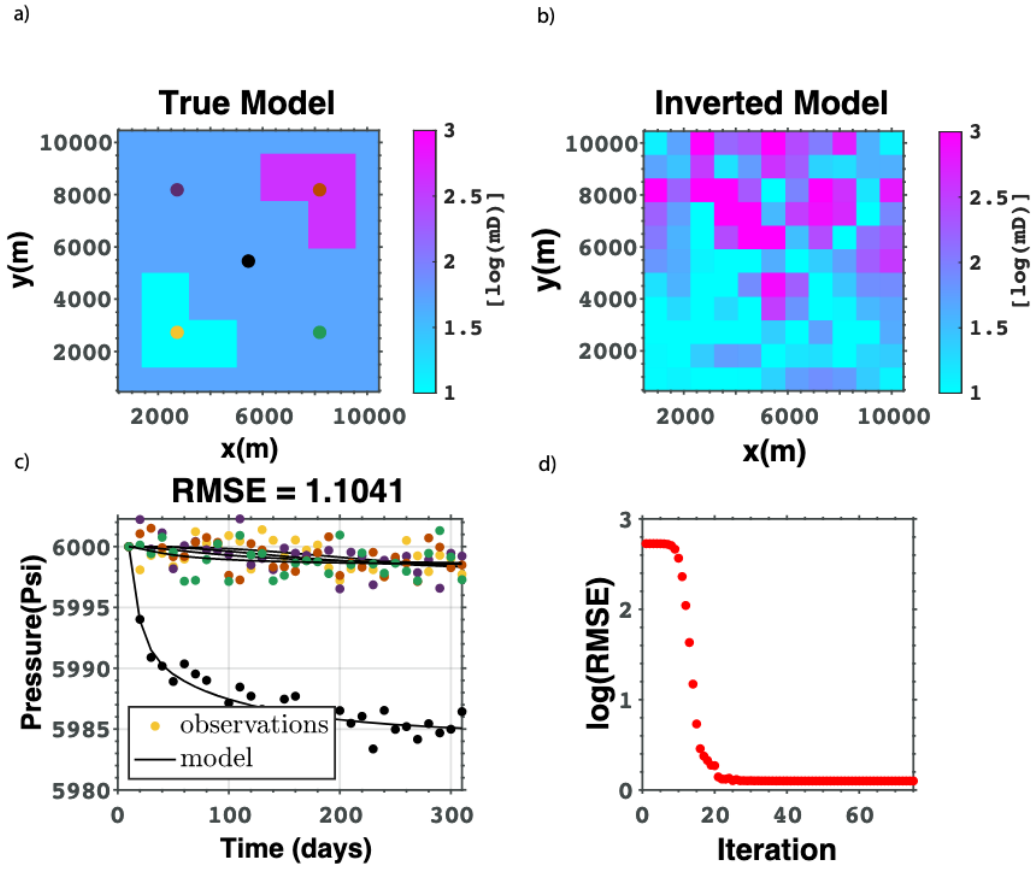 a)
True Model
10000
8000
6000
4000
2000
y(m)
2000 6000 10000
x(m)
3
2.5
2
1.5
1
[log(mD)]
b)
Inverted Model
10000
8000
6000
4000
2000
y(m)
2000 6000 10000
x(m)
3
2.5
2
1.5
1
[log(mD)]
c)
RMSE = 1.1041
6000
5995
5990
5985
5980
Pressure(Psi)
observations
model
0 100 200 300
Time (days)
d)
3
2
1
0
log(RMSE)
0 20 40 60
Iteration